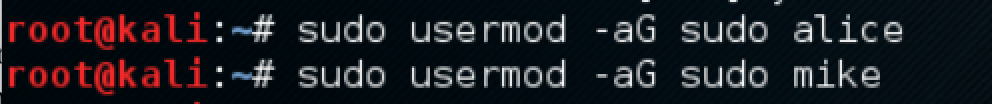 root@kali:~# sudo usermod -aG sudo alice
root@kali:~# sudo usermod -aG sudo mike